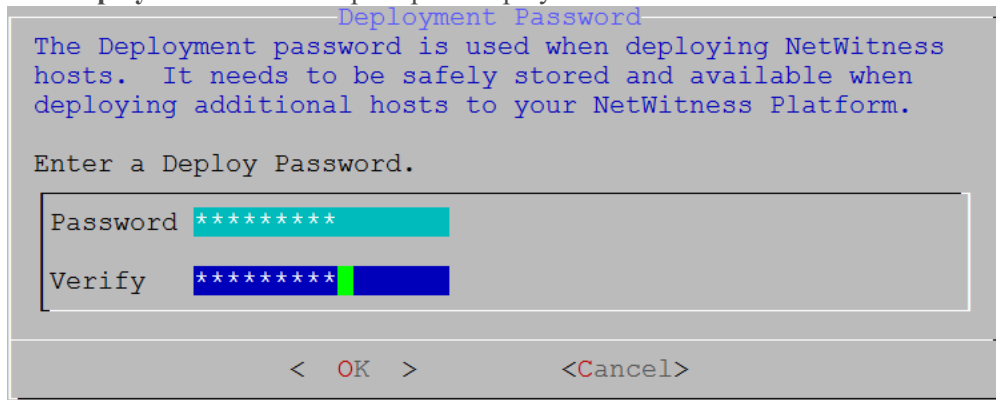 Deployment Password
The Deployment password is used when deploying NetWitness
hosts. It needs to be safely stored and available when
deploying additional hosts to your NetWitness Platform.
Enter a Deploy Password.
Password *********
Verify *********
< OK > <Cancel>